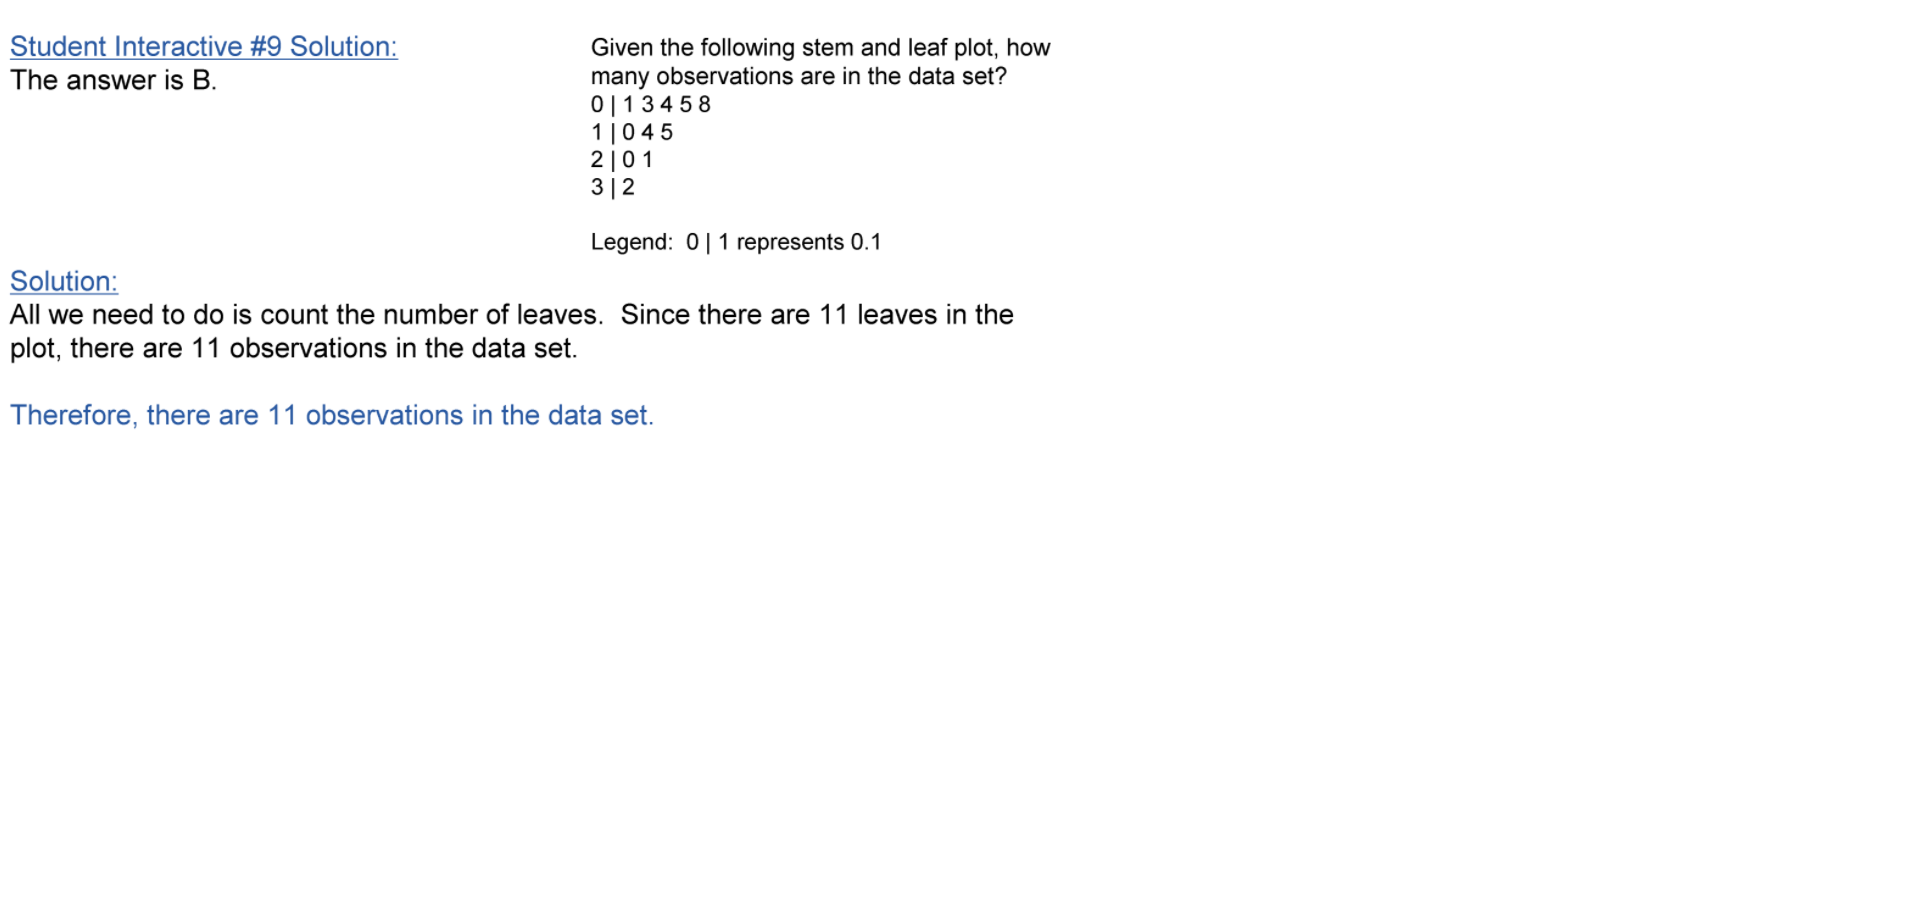 Student Interactive #9 Solution:
The answer is B.
Given the following stem and leaf plot, how
many observations are in the data set?
0 | 1 3 4 5 8
1 | 0 4 5
2 | 0 1
3 | 2
Legend:  0 | 1 represents 0.1
Solution:
All we need to do is count the number of leaves.  Since there are 11 leaves in the
plot, there are 11 observations in the data set.
Therefore, there are 11 observations in the data set.